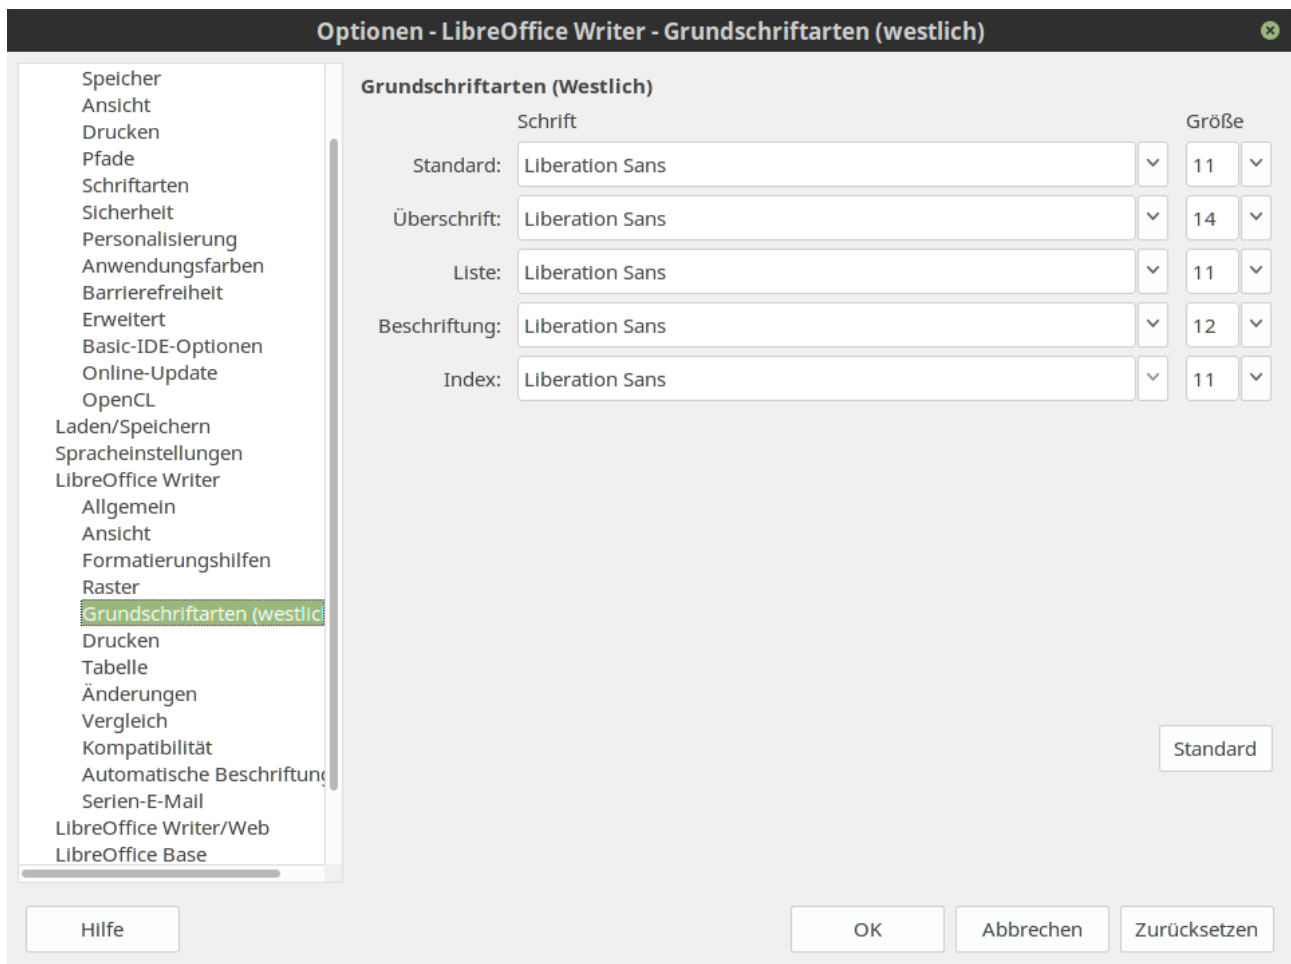 Optionen - LibreOffice Writer - Grundschriftarten (westlich)
Speicher
Ansicht
Drucken
Pfade
Schriftarten
Sicherheit
Personalisierung
Anwendungsfarben
Barrierefreiheit
Erweitert
Basic-IDE-Optionen
Online-Update
OpenCL
Laden/Speichern
Spracheinstellungen
LibreOffice Writer
Allgemein
Ansicht
Formatierungshilfen
Raster
Grundschriftarten (westlic
Drucken
Tabelle
Änderungen
Vergleich
Kompatibilität
Automatische Beschriftung
Serien-E-Mail
LibreOffice Writer/Web
LibreOffice Base
Grundschriftarten (Westlich)
Schrift Größe
Standard: Liberation Sans 11
Überschrift: Liberation Sans 14
Liste: Liberation Sans 11
Beschriftung: Liberation Sans 12
Index: Liberation Sans 11
Standard
Hilfe OK Abbrechen Zurücksetzen